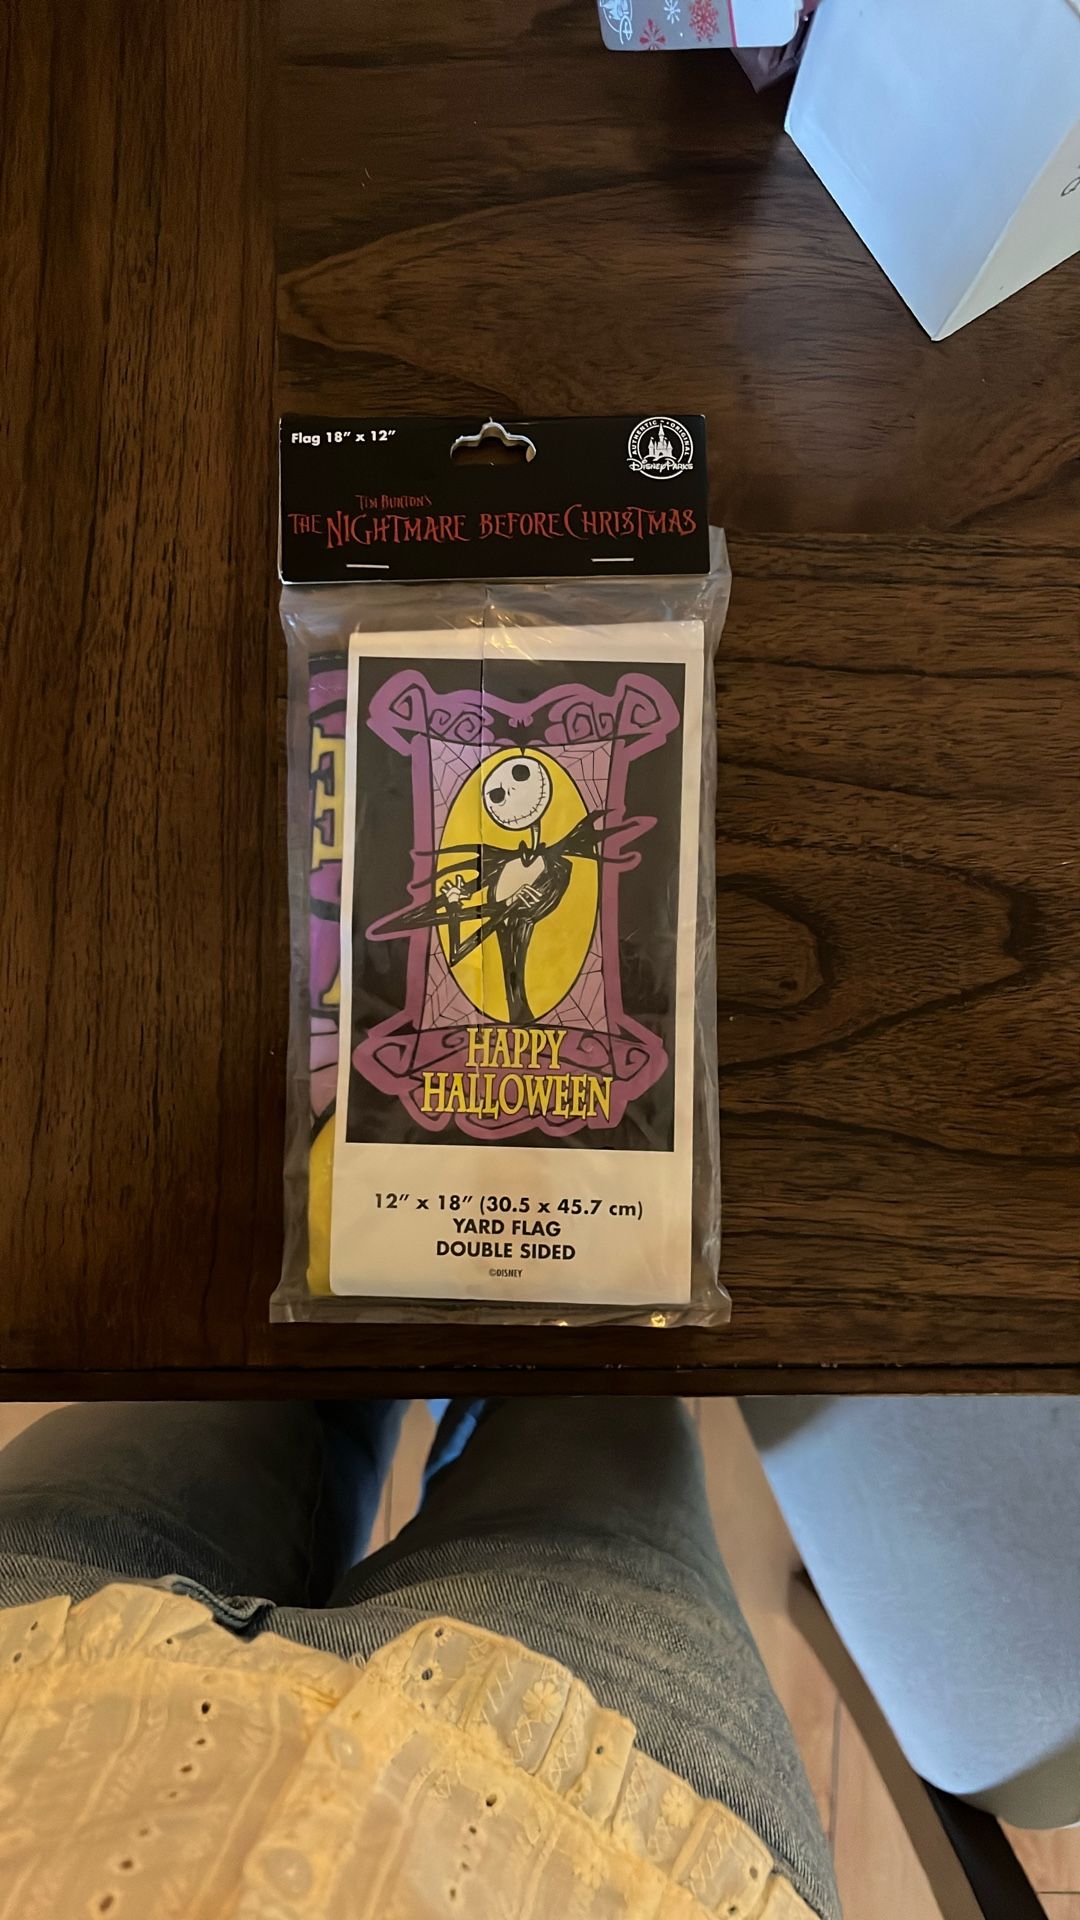 Flag 18” x 12”
AUTHENTIC • ORIGINAL
Disney Parks
TIM BURTON'S
THE NIGHTMARE BEFORE CHRISTMAS
HAPPY
HALLOWEEN
12” x 18” (30.5 x 45.7 cm)
YARD FLAG
DOUBLE SIDED
©DISNEY